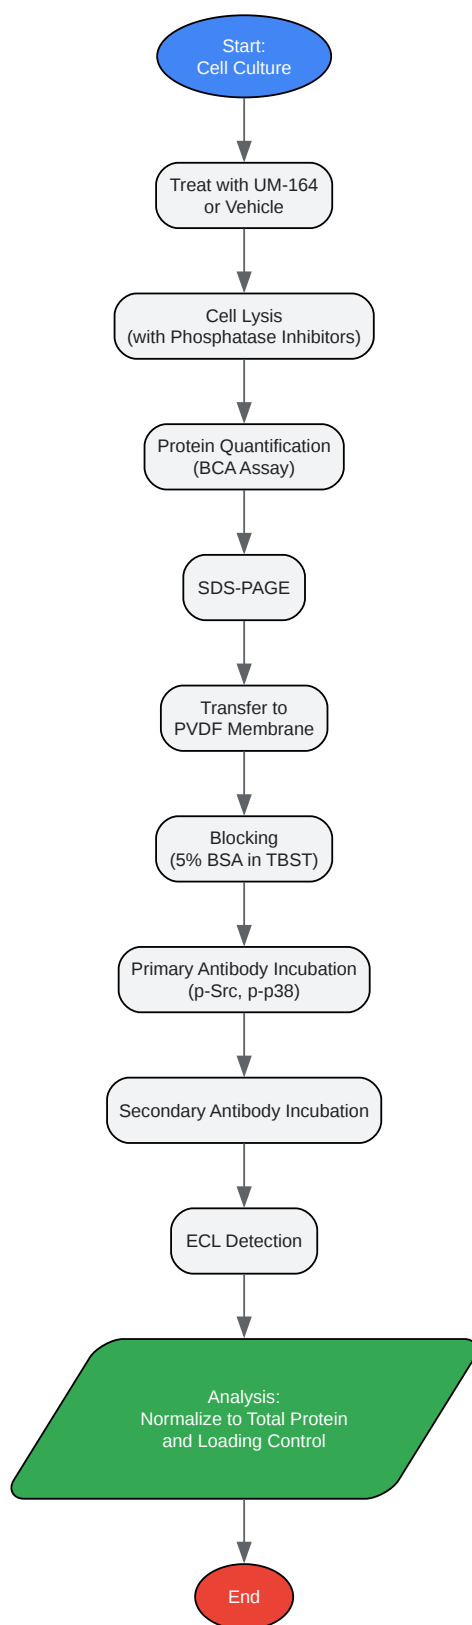 Start:
Cell Culture
Treat with UM-164
or Vehicle
Cell Lysis
(with Phosphatase Inhibitors)
Protein Quantification
(BCA Assay)
SDS-PAGE
Transfer to
PVDF Membrane
Blocking
(5% BSA in TBST)
Primary Antibody Incubation
(p-Src, p-p38)
Secondary Antibody Incubation
ECL Detection
Analysis:
Normalize to Total Protein
and Loading Control
End